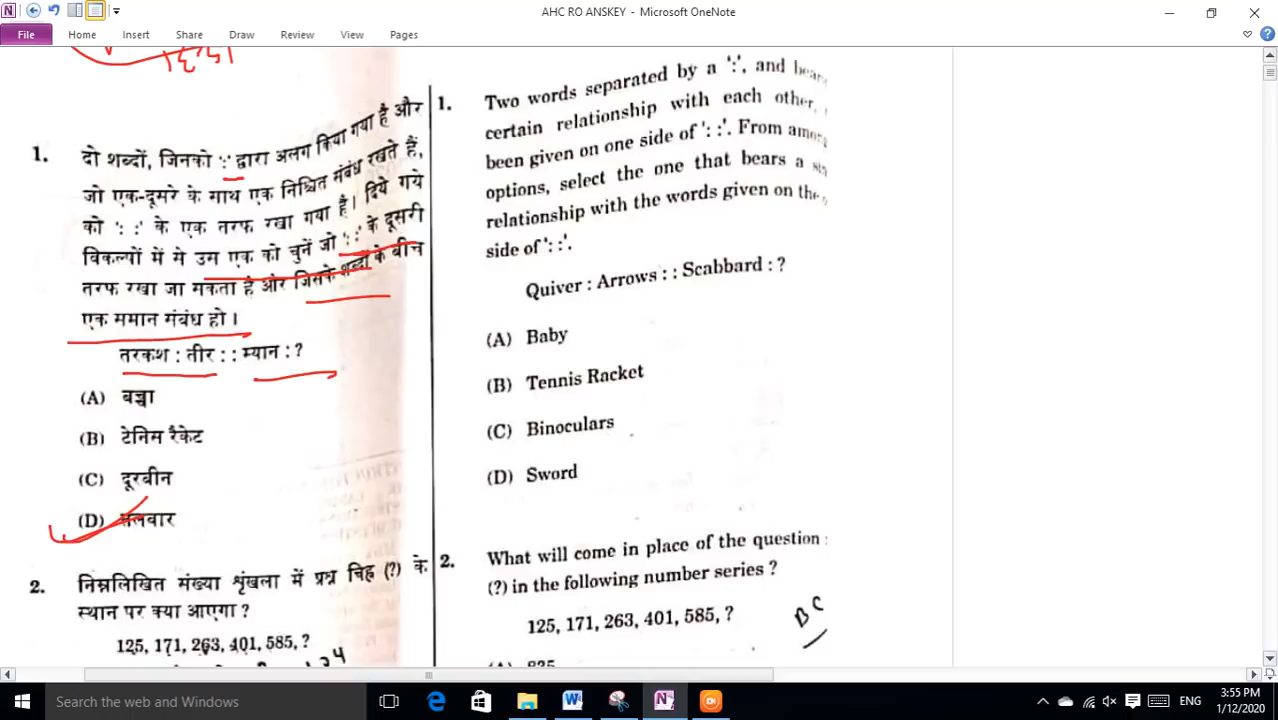 AHC RO ANSKEY - Microsoft OneNote
File Home Insert Share Draw Review View Pages
1. दो शब्दों, जिनको ':' द्वारा अलग किया गया है और
जो एक-दूसरे के साथ एक निश्चित संबंध रखते हैं,
को ': :' के एक तरफ रखा गया है। दिये गये
विकल्पों में से उस एक को चुनें जो ': :' के दूसरी
तरफ रखा जा सकता है और जिसके शब्दों के बीच
एक समान संबंध हो।
तरकश : तीर : : म्यान : ?
(A) बच्चा
(B) टेनिस रैकेट
(C) दूरबीन
(D) तलवार
2. निम्नलिखित संख्या शृंखला में प्रश्न चिह्न (?) के
स्थान पर क्या आएगा ?
125, 171, 263, 401, 585, ?
1. Two words separated by a ':', and
certain relationship with each other,
been given on one side of ': :'. From
options, select the one that bears a
relationship with the words given on the
side of ': :'.
Quiver : Arrows : : Scabbard : ?
(A) Baby
(B) Tennis Racket
(C) Binoculars
(D) Sword
2. What will come in place of the question
(?) in the following number series ?
125, 171, 263, 401, 585, ?
BC
Search the web and Windows
ENG
3:55 PM
1/12/2020